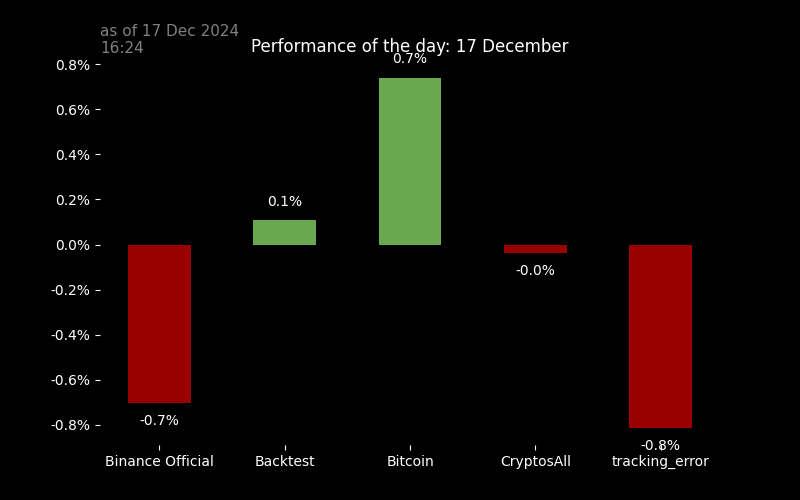 as of 17 Dec 2024
16:24
Performance of the day: 17 December
0.8%
0.6%
0.4%
0.2%
0.0%
-0.2%
-0.4%
-0.6%
-0.8%
-0.7%
0.1%
0.7%
-0.0%
-0.8%
Binance Official
Backtest
Bitcoin
CryptosAll
tracking_error